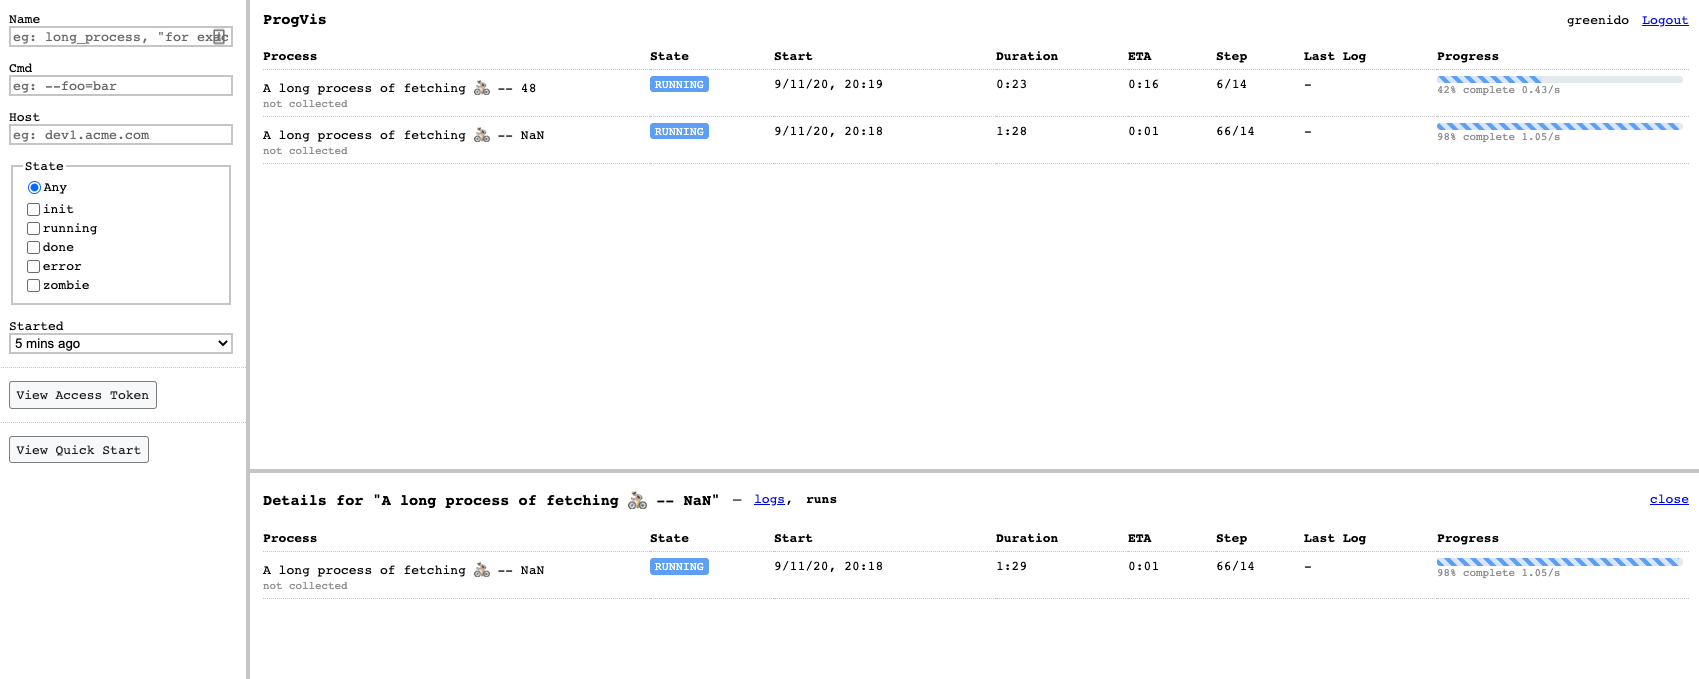 Name
eg: long_process, "for exac
Cmd
eg: --foo=bar
Host
eg: dev1.acme.com
State
Any
init
running
done
error
zombie
Started
5 mins ago
View Access Token
View Quick Start
ProgVis greenido Logout
Process State Start Duration ETA Step Last Log Progress
A long process of fetching 🚴 -- 48 RUNNING 9/11/20, 20:19 0:23 0:16 6/14 –
not collected
42% complete 0.43/s
A long process of fetching 🚴 -- NaN RUNNING 9/11/20, 20:18 1:28 0:01 66/14 –
not collected
98% complete 1.05/s
Details for "A long process of fetching 🚴 -- NaN" — logs, runs close
Process State Start Duration ETA Step Last Log Progress
A long process of fetching 🚴 -- NaN RUNNING 9/11/20, 20:18 1:29 0:01 66/14 –
not collected
98% complete 1.05/s